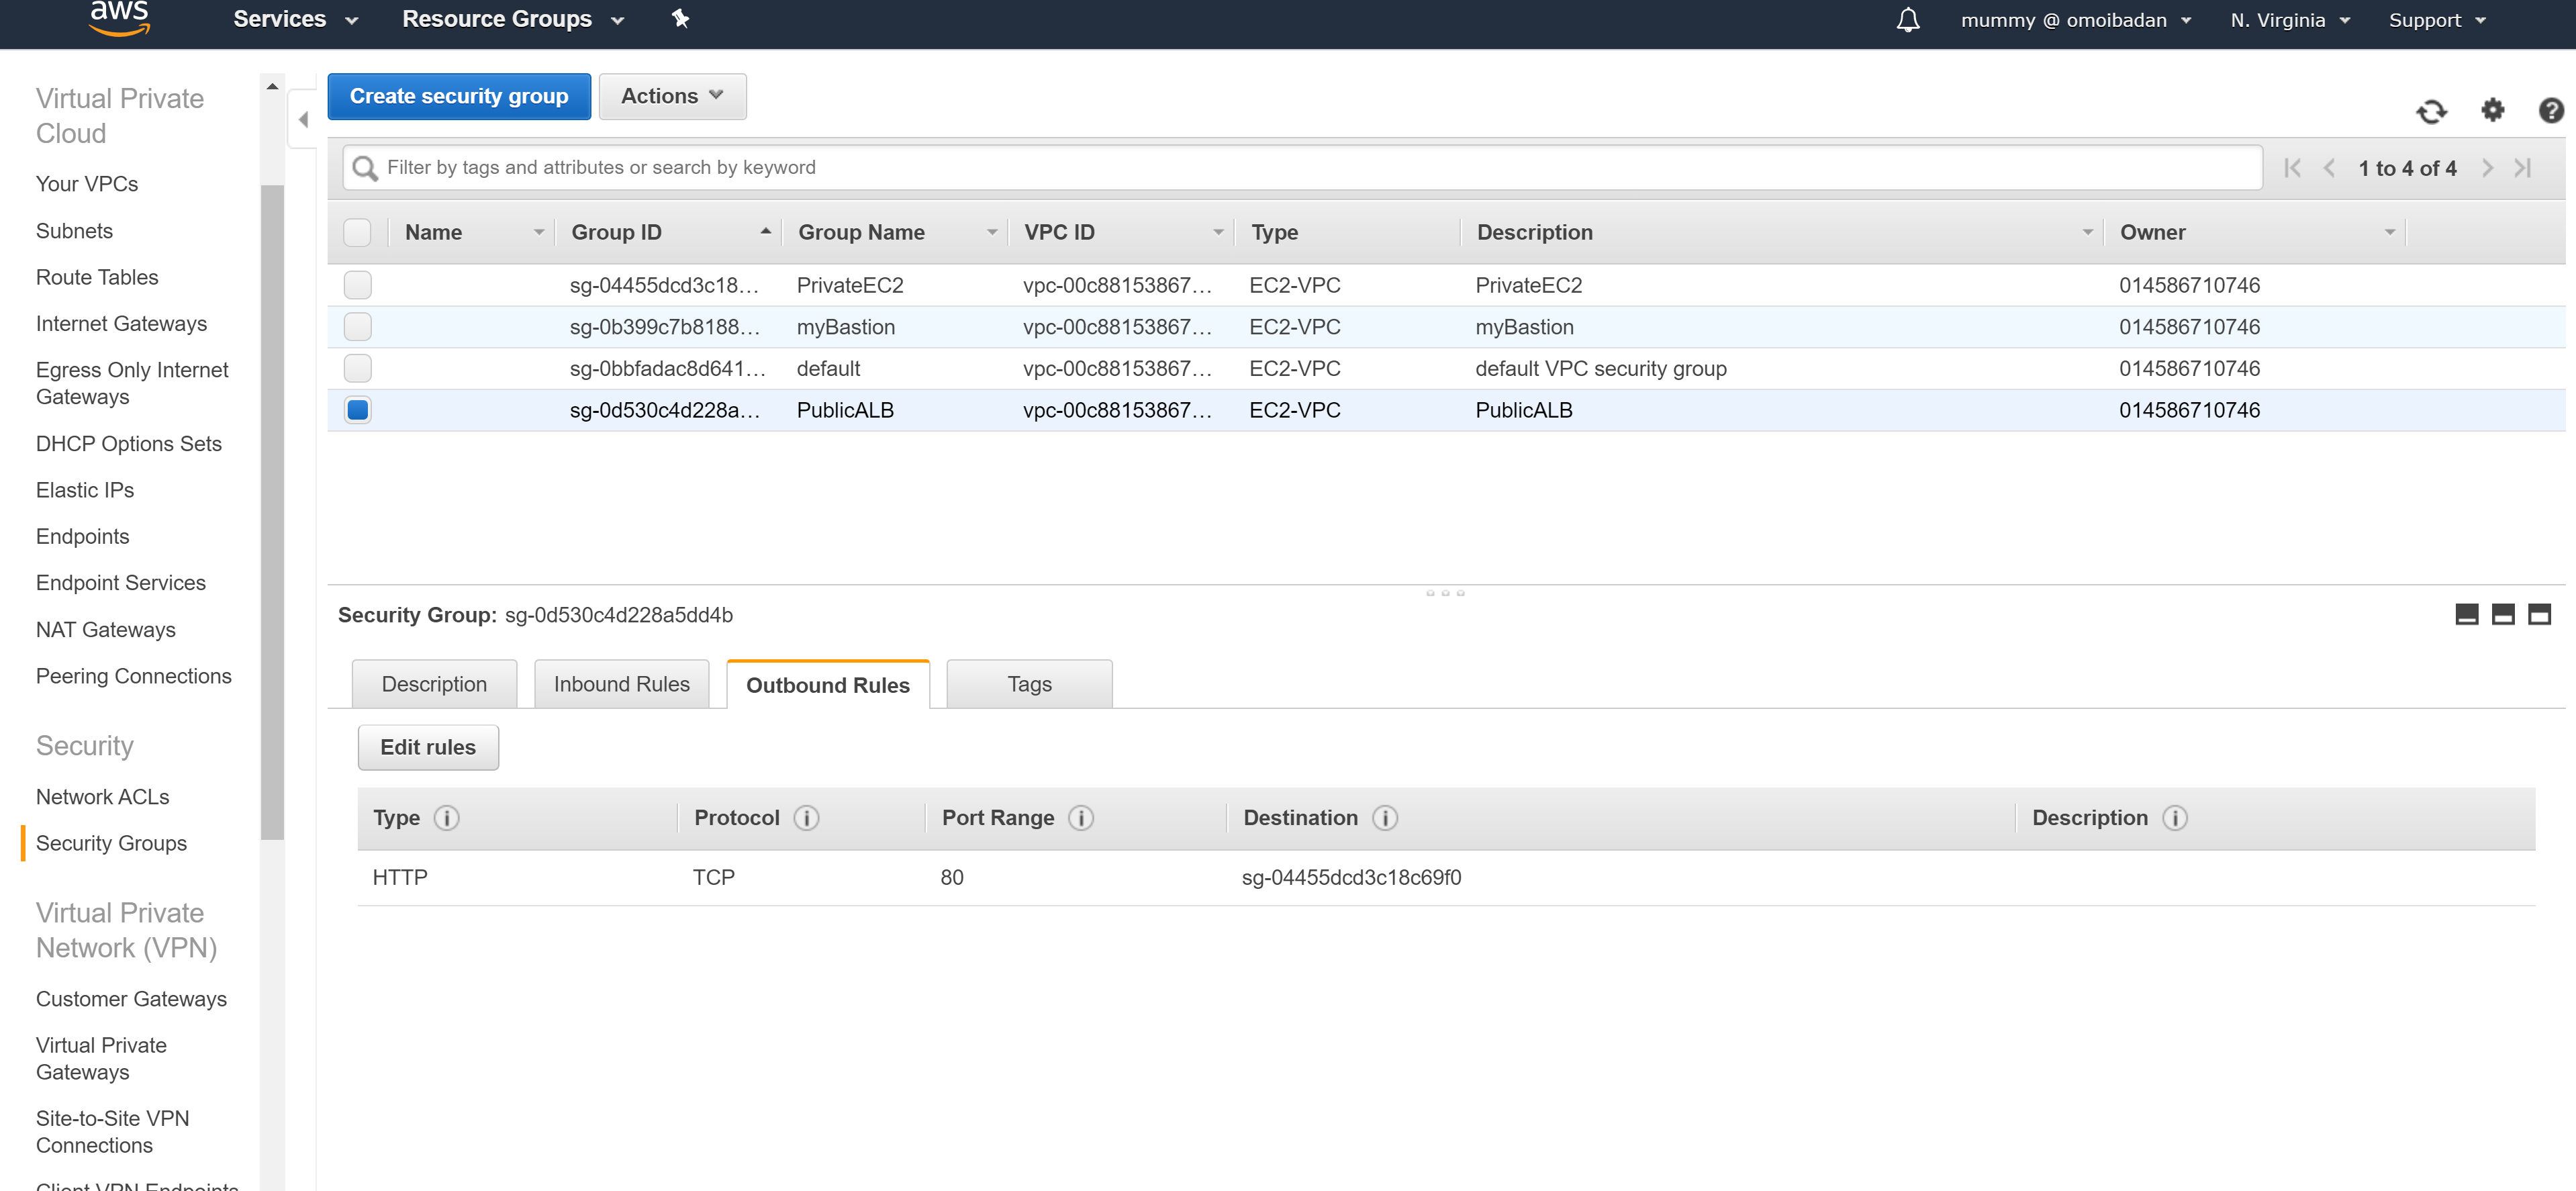 aws
Services
Resource Groups
mummy @ omoibadan
N. Virginia
Support
Virtual Private
Cloud
Your VPCs
Subnets
Route Tables
Internet Gateways
Egress Only Internet
Gateways
DHCP Options Sets
Elastic IPs
Endpoints
Endpoint Services
NAT Gateways
Peering Connections
Security
Network ACLs
Security Groups
Virtual Private
Network (VPN)
Customer Gateways
Virtual Private
Gateways
Site-to-Site VPN
Connections
Client VPN Endpoints
Create security group
Actions
Filter by tags and attributes or search by keyword
1 to 4 of 4
Name Group ID Group Name VPC ID Type Description Owner
sg-04455dcd3c18... PrivateEC2 vpc-00c88153867... EC2-VPC PrivateEC2 014586710746
sg-0b399c7b8188... myBastion vpc-00c88153867... EC2-VPC myBastion 014586710746
sg-0bbfadac8d641... default vpc-00c88153867... EC2-VPC default VPC security group 014586710746
sg-0d530c4d228a... PublicALB vpc-00c88153867... EC2-VPC PublicALB 014586710746
Security Group: sg-0d530c4d228a5dd4b
Description
Inbound Rules
Outbound Rules
Tags
Edit rules
Type Protocol Port Range Destination Description
HTTP TCP 80 sg-04455dcd3c18c69f0